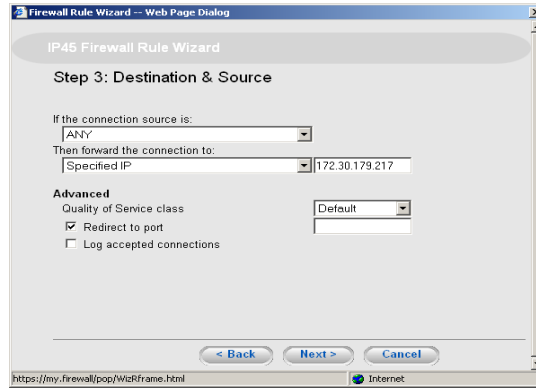 Firewall Rule Wizard -- Web Page Dialog
IP45 Firewall Rule Wizard
Step 3: Destination & Source
If the connection source is:
ANY
Then forward the connection to:
Specified IP 172.30.179.217
Advanced
Quality of Service class Default
Redirect to port
Log accepted connections
< Back Next > Cancel
https://my.firewall/pop/WizRframe.html Internet